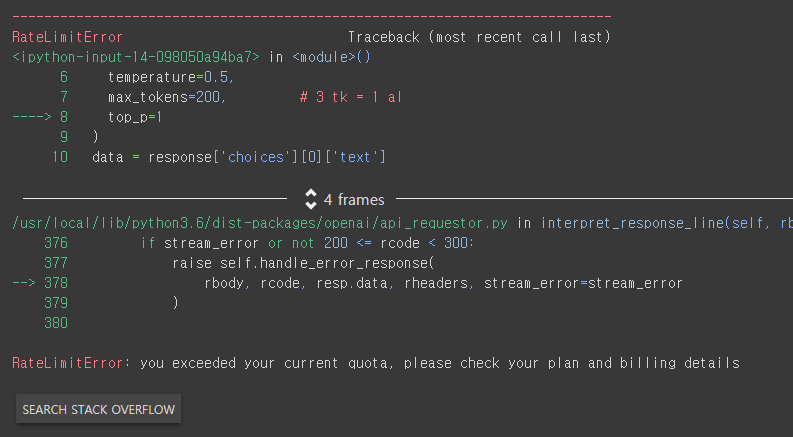 ---------------------------------------------------------------------------
RateLimitError                            Traceback (most recent call last)
<ipython-input-14-098050a94ba7> in <module>()
      6   temperature=0.5,
      7   max_tokens=200,         # 3 tk = 1 al
----> 8   top_p=1
      9 )
     10 data = response['choices'][0]['text']
4 frames
/usr/local/lib/python3.6/dist-packages/openai/api_requestor.py in interpret_response_line(self, rb
    376         if stream_error or not 200 <= rcode < 300:
    377             raise self.handle_error_response(
--> 378                 rbody, rcode, resp.data, rheaders, stream_error=stream_error
    379             )
    380
RateLimitError: you exceeded your current quota, please check your plan and billing details
SEARCH STACK OVERFLOW